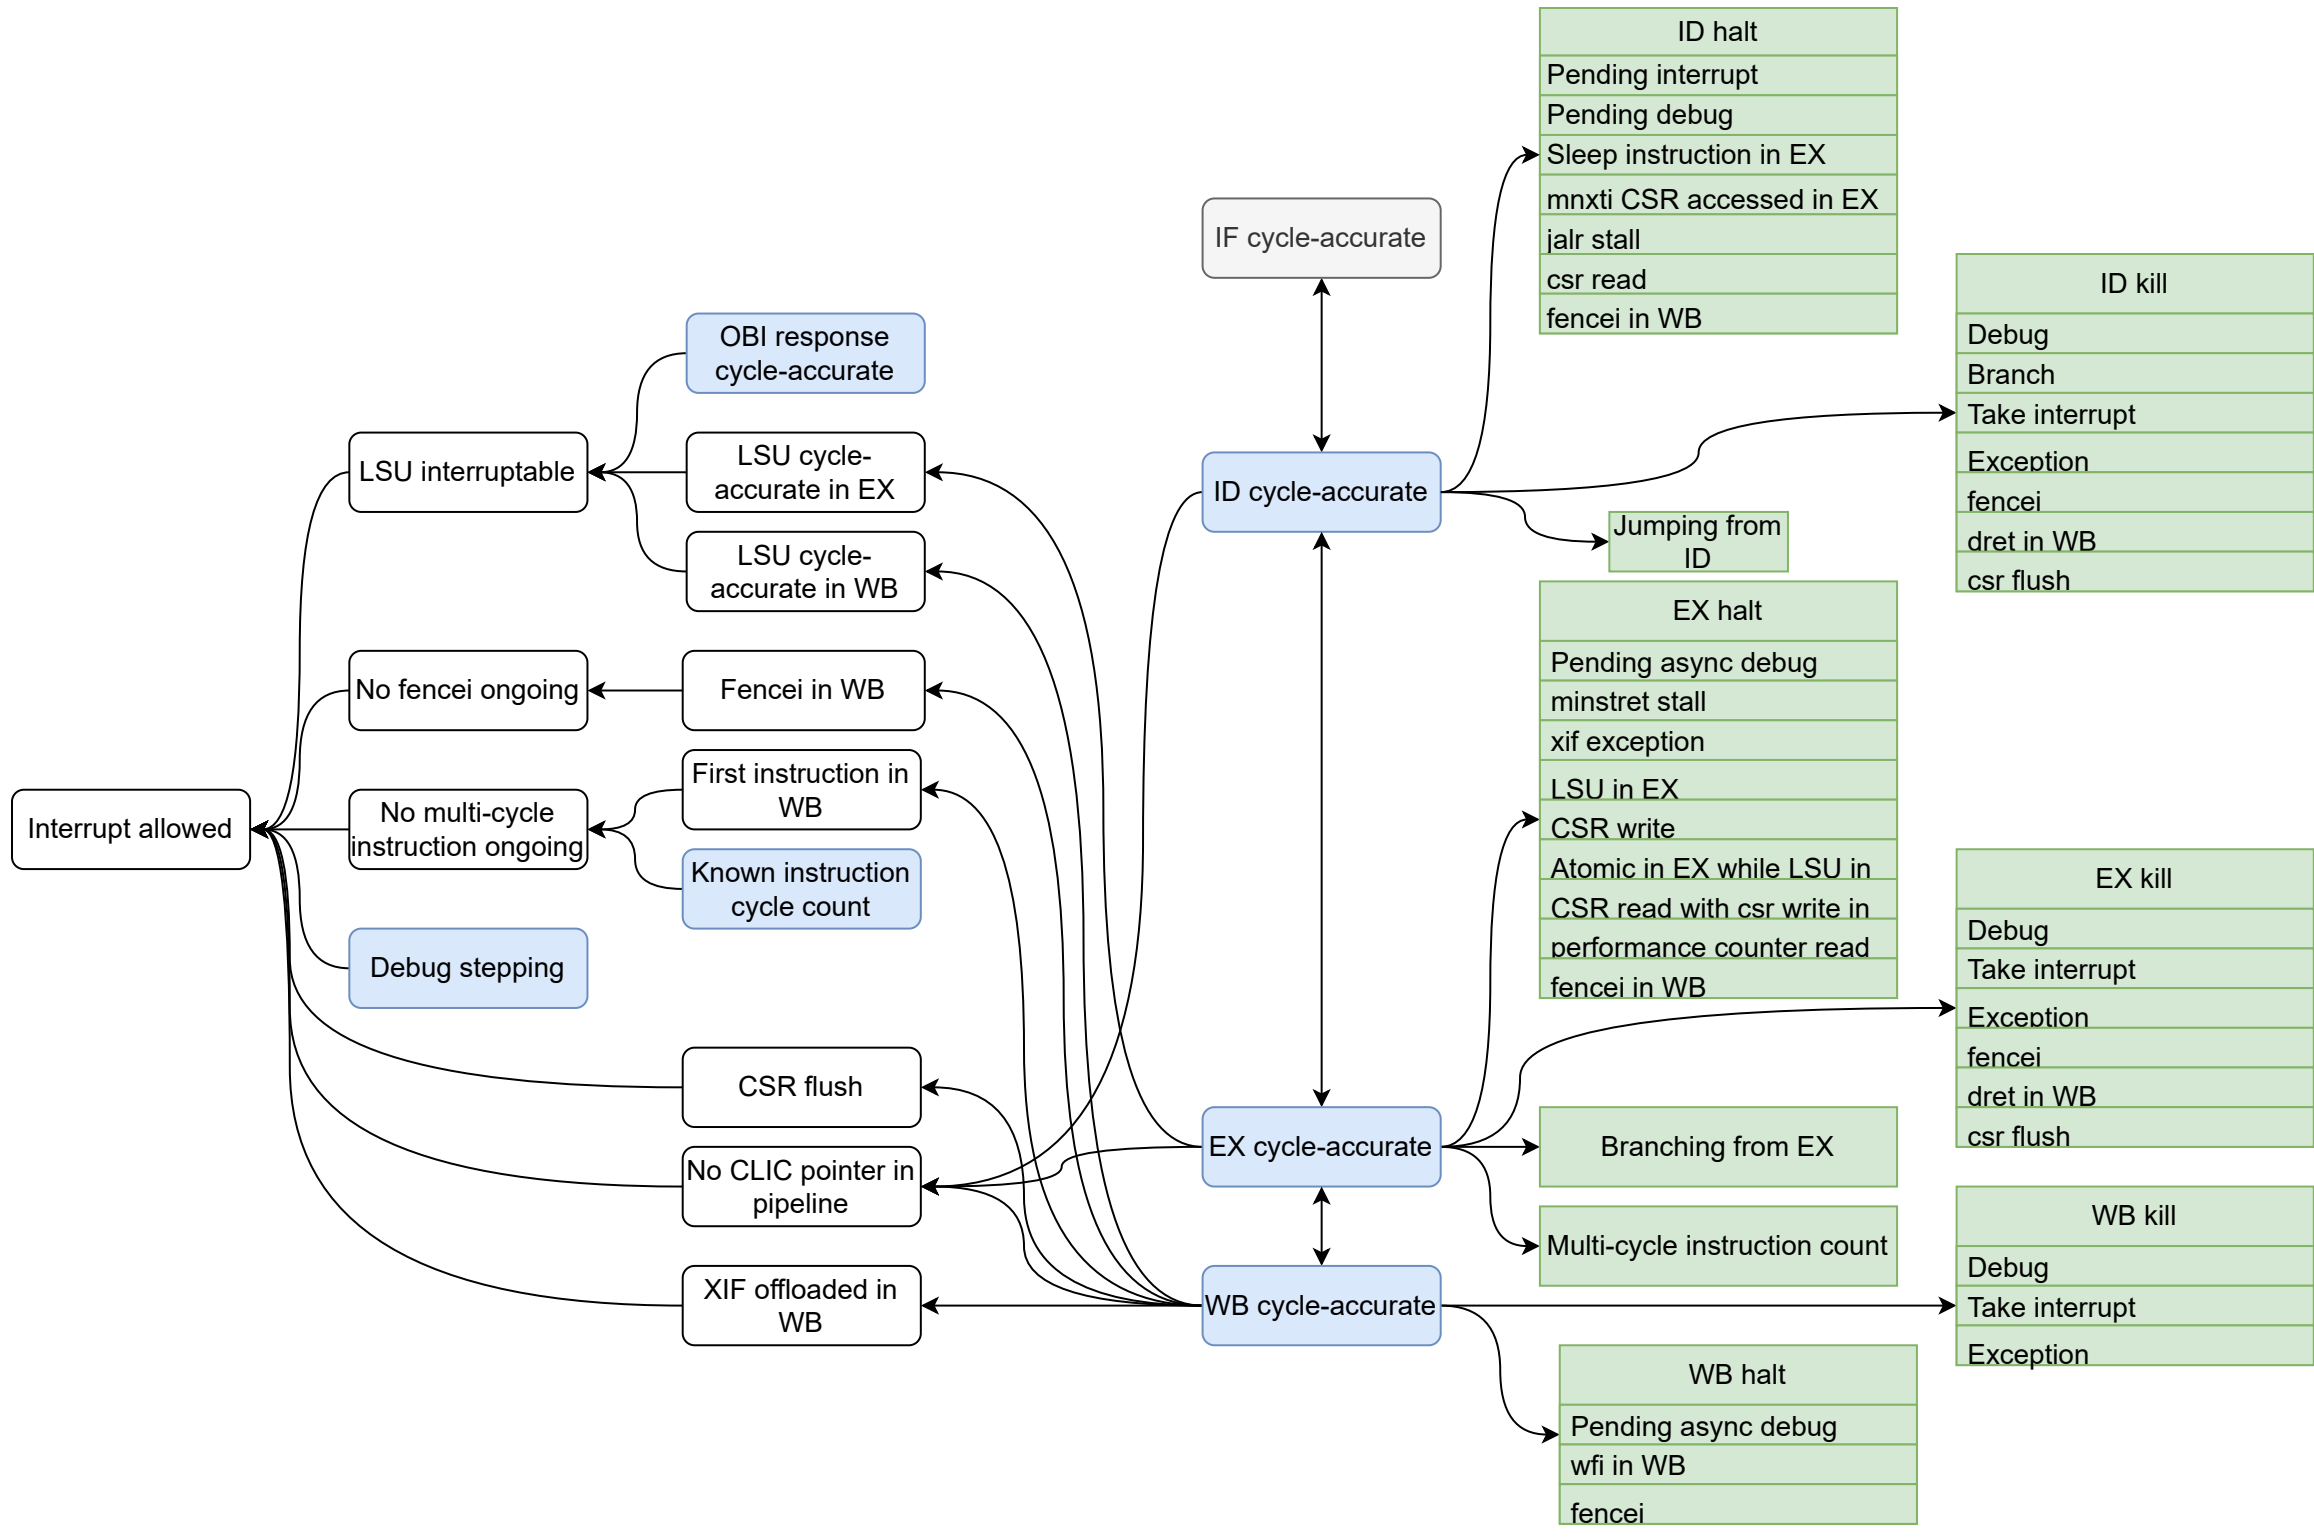 ID halt
Pending interrupt
Pending debug
Sleep instruction in EX
mnxti CSR accessed in EX
jalr stall
csr read
fencei in WB
IF cycle-accurate
ID kill
Debug
Branch
Take interrupt
Exception
fencei
dret in WB
csr flush
OBI response
cycle-accurate
LSU interruptable
LSU cycle-
accurate in EX
ID cycle-accurate
Jumping from
ID
LSU cycle-
accurate in WB
EX halt
Pending async debug
minstret stall
xif exception
LSU in EX
CSR write
Atomic in EX while LSU in
CSR read with csr write in
performance counter read
fencei in WB
No fencei ongoing
Fencei in WB
First instruction in
WB
Interrupt allowed
No multi-cycle
instruction ongoing
Known instruction
cycle count
EX kill
Debug
Take interrupt
Exception
fencei
dret in WB
csr flush
Debug stepping
CSR flush
EX cycle-accurate
Branching from EX
No CLIC pointer in
pipeline
Multi-cycle instruction count
WB kill
Debug
Take interrupt
Exception
XIF offloaded in
WB
WB cycle-accurate
WB halt
Pending async debug
wfi in WB
fencei